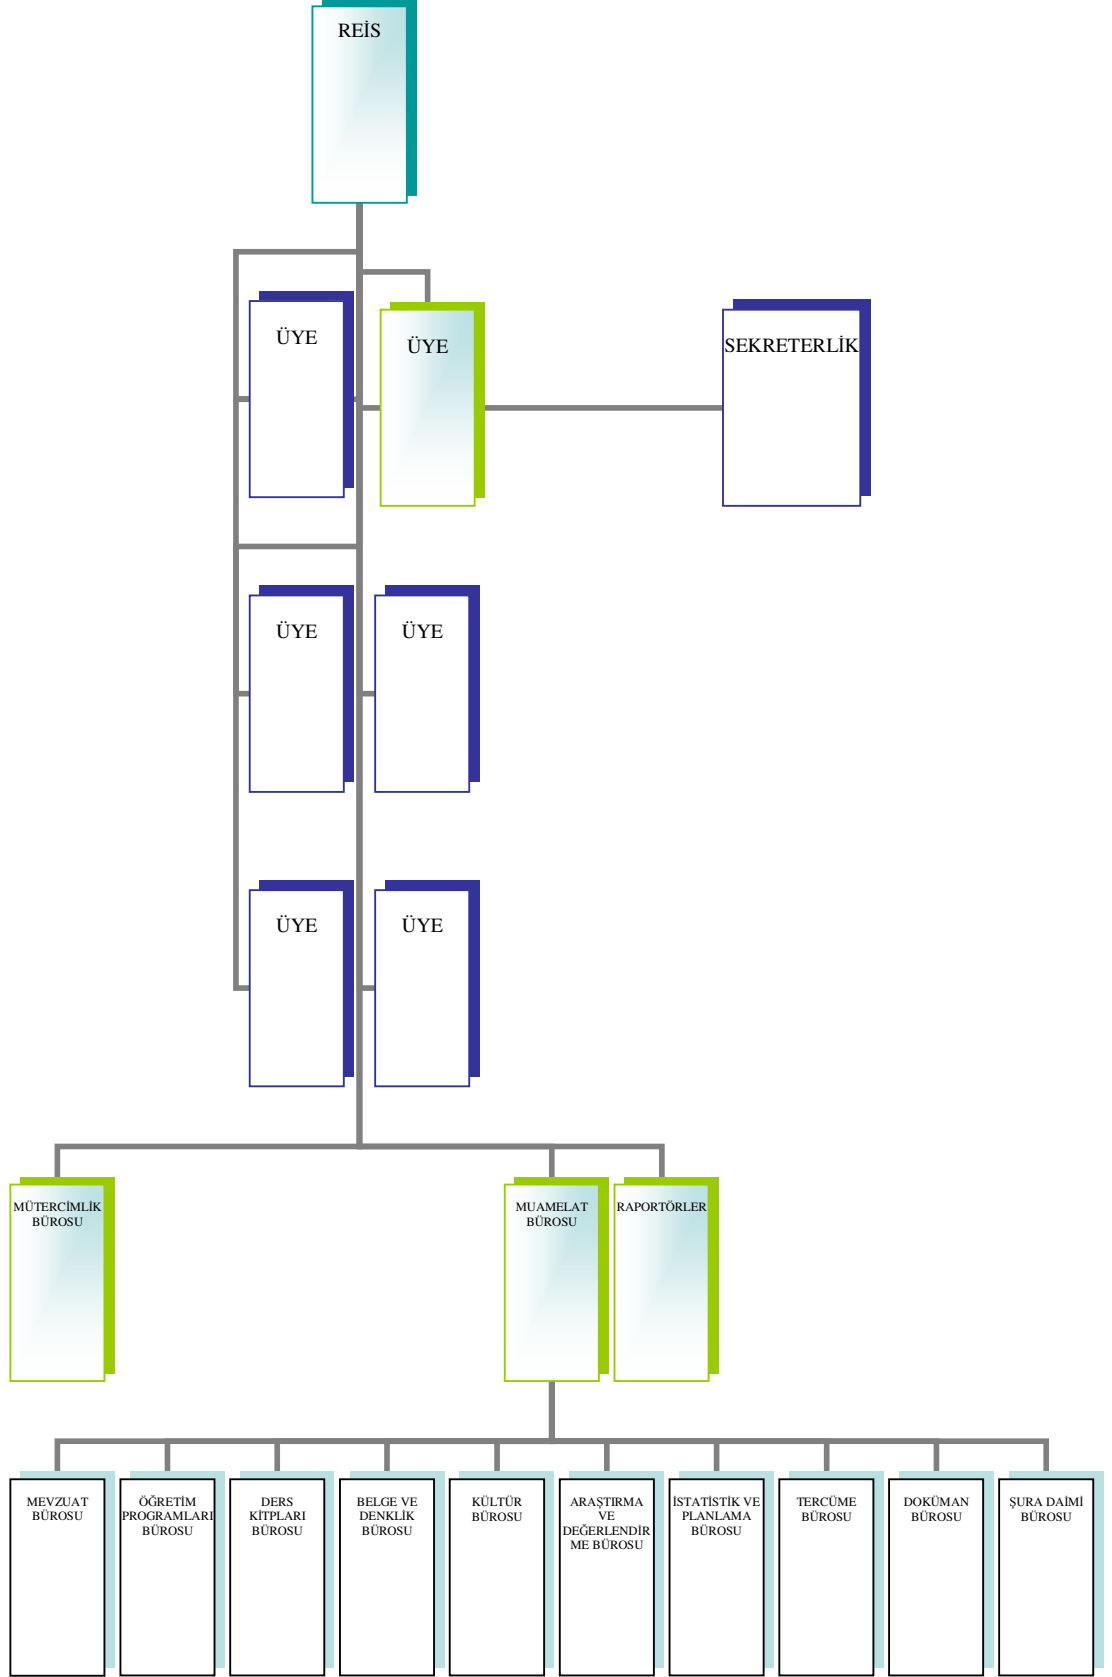 REİS
ÜYE
ÜYE
SEKRETERLİK
ÜYE
ÜYE
ÜYE
ÜYE
MÜTERCİMLİK
BÜROSU
MUAMELAT
BÜROSU
RAPORTÖRLER
MEVZUAT
BÜROSU
ÖĞRETİM
PROGRAMLARI
BÜROSU
DERS
KİTPLARI
BÜROSU
BELGE VE
DENKLİK
BÜROSU
KÜLTÜR
BÜROSU
ARAŞTIRMA
VE
DEĞERLENDİR
ME BÜROSU
İSTATİSTİK VE
PLANLAMA
BÜROSU
TERCÜME
BÜROSU
DOKÜMAN
BÜROSU
ŞURA DAİMİ
BÜROSU